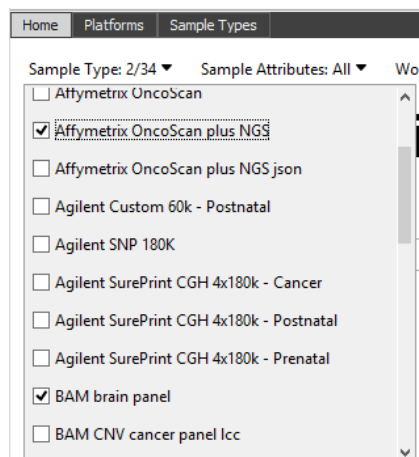 Home Platforms Sample Types
Sample Type: 2/34 Sample Attributes: All Wo
Affymetrix OncoScan
Affymetrix OncoScan plus NGS
Affymetrix OncoScan plus NGS json
Agilent Custom 60k - Postnatal
Agilent SNP 180K
Agilent SurePrint CGH 4x180k - Cancer
Agilent SurePrint CGH 4x180k - Postnatal
Agilent SurePrint CGH 4x180k - Prenatal
BAM brain panel
BAM CNV cancer panel lcc